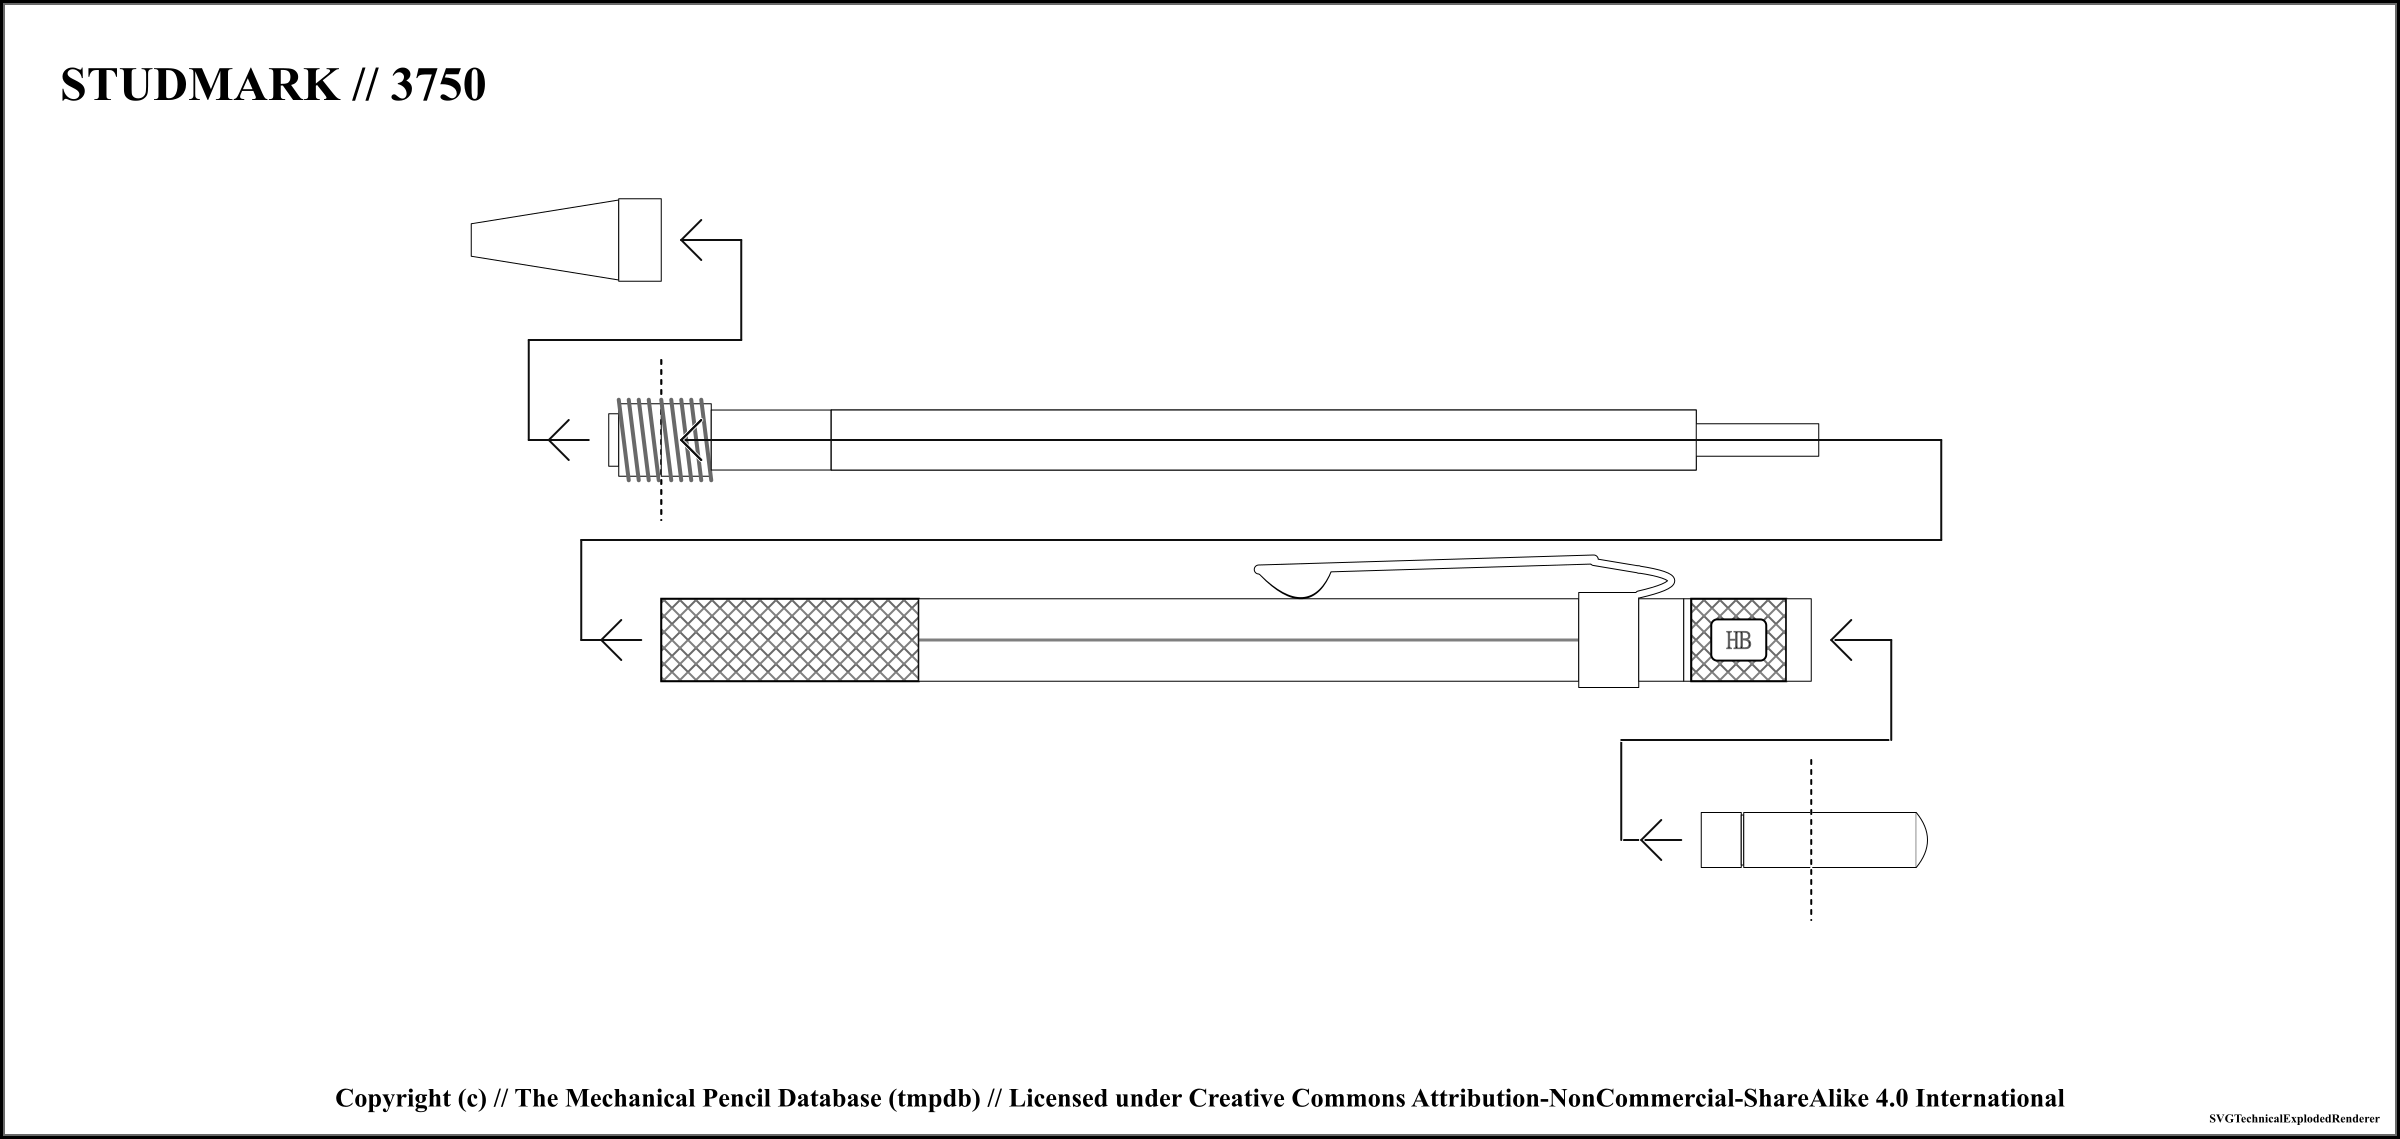 STUDMARK // 3750
HB
Copyright (c) // The Mechanical Pencil Database (tmpdb) // Licensed under Creative Commons Attribution-NonCommercial-ShareAlike 4.0 International
SVGTechnicalExplodedRenderer